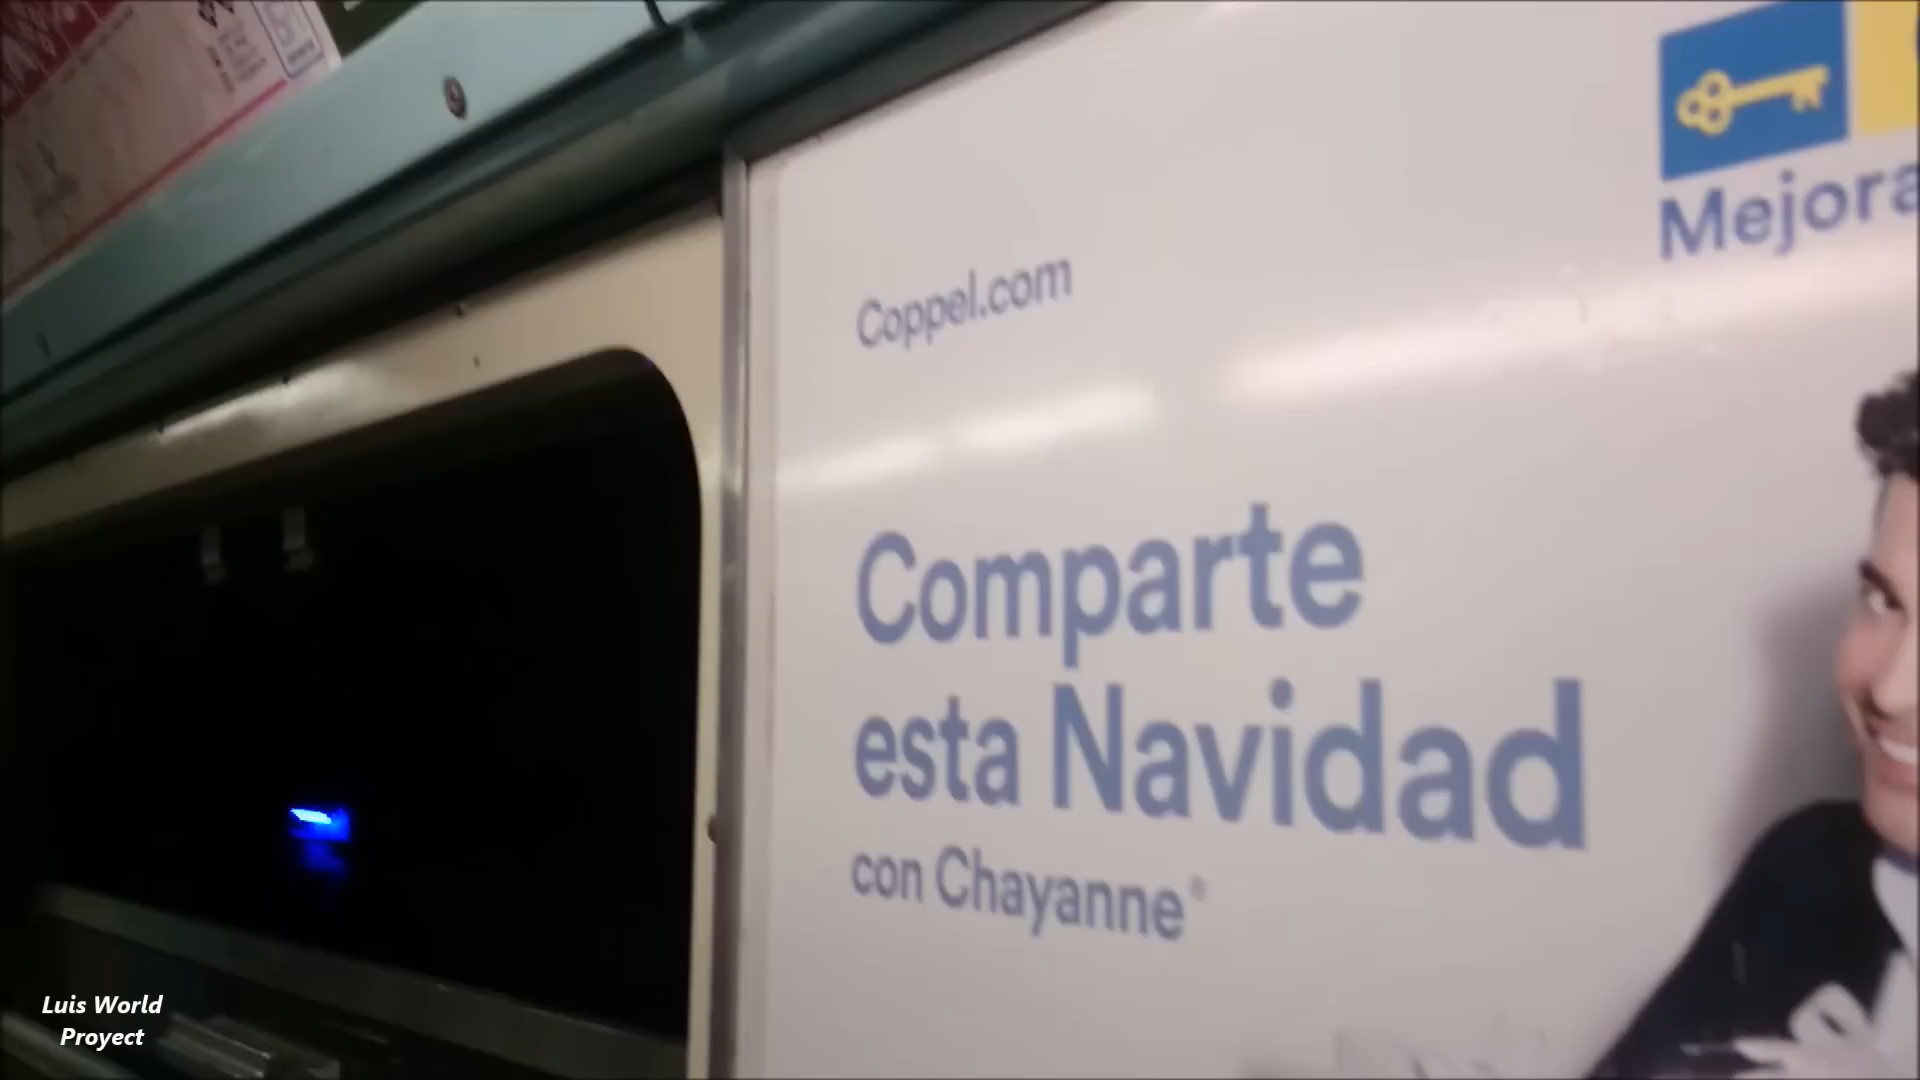 Mejora
Coppel.com
Comparte
esta Navidad
con Chayanne®
Luis World
Proyect